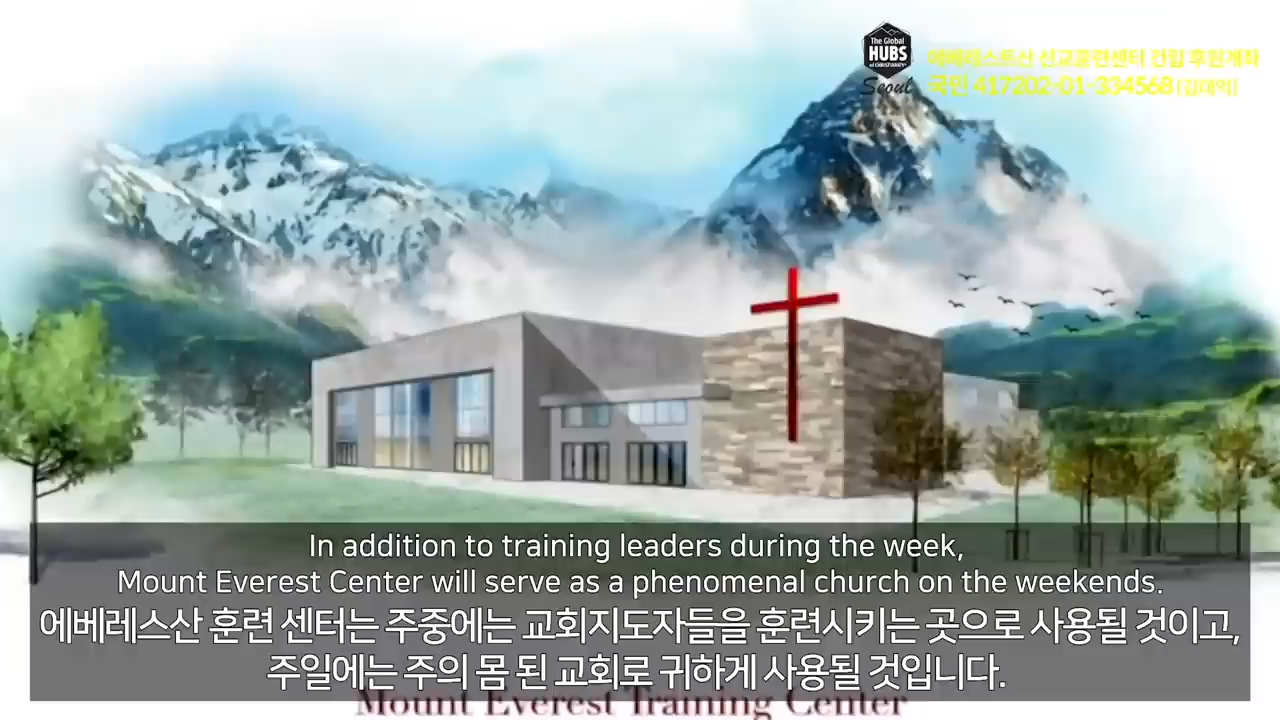 The Global
HUBS
of CHRISTIANITY
Seoul
에베레스트산 선교훈련센터 건립 후원계좌
국민 417202-01-334568 (김대억)
In addition to training leaders during the week,
Mount Everest Center will serve as a phenomenal church on the weekends.
에베레스산 훈련 센터는 주중에는 교회지도자들을 훈련시키는 곳으로 사용될 것이고,
주일에는 주의 몸 된 교회로 귀하게 사용될 것입니다.
Mount Everest Training Center